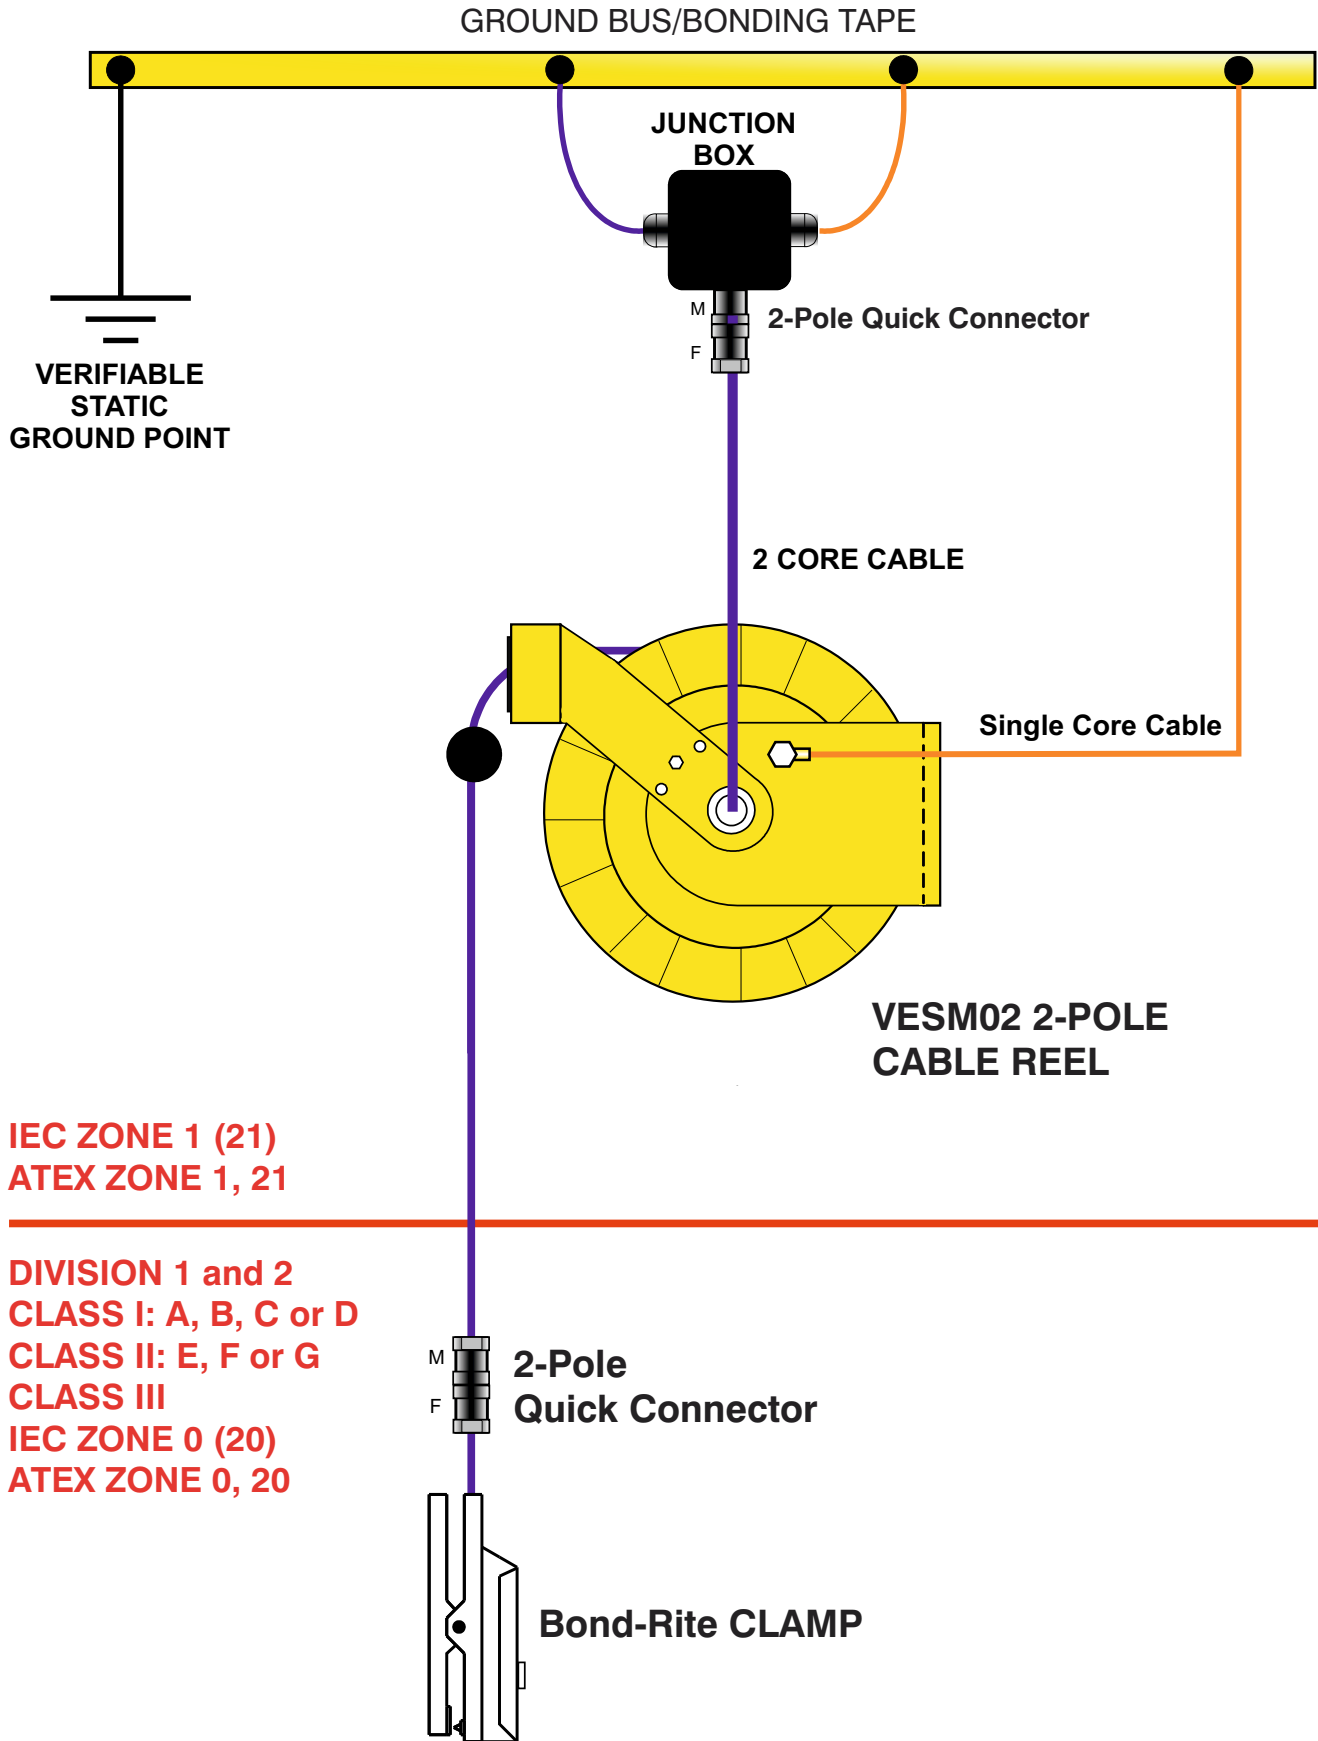 GROUND BUS/BONDING TAPE
JUNCTION
BOX
M
2-Pole Quick Connector
F
VERIFIABLE
STATIC
GROUND POINT
2 CORE CABLE
Single Core Cable
VESM02 2-POLE
CABLE REEL
IEC ZONE 1 (21)
ATEX ZONE 1, 21
DIVISION 1 and 2
CLASS I: A, B, C or D
CLASS II: E, F or G
CLASS III
IEC ZONE 0 (20)
ATEX ZONE 0, 20
M
F
2-Pole
Quick Connector
Bond-Rite CLAMP